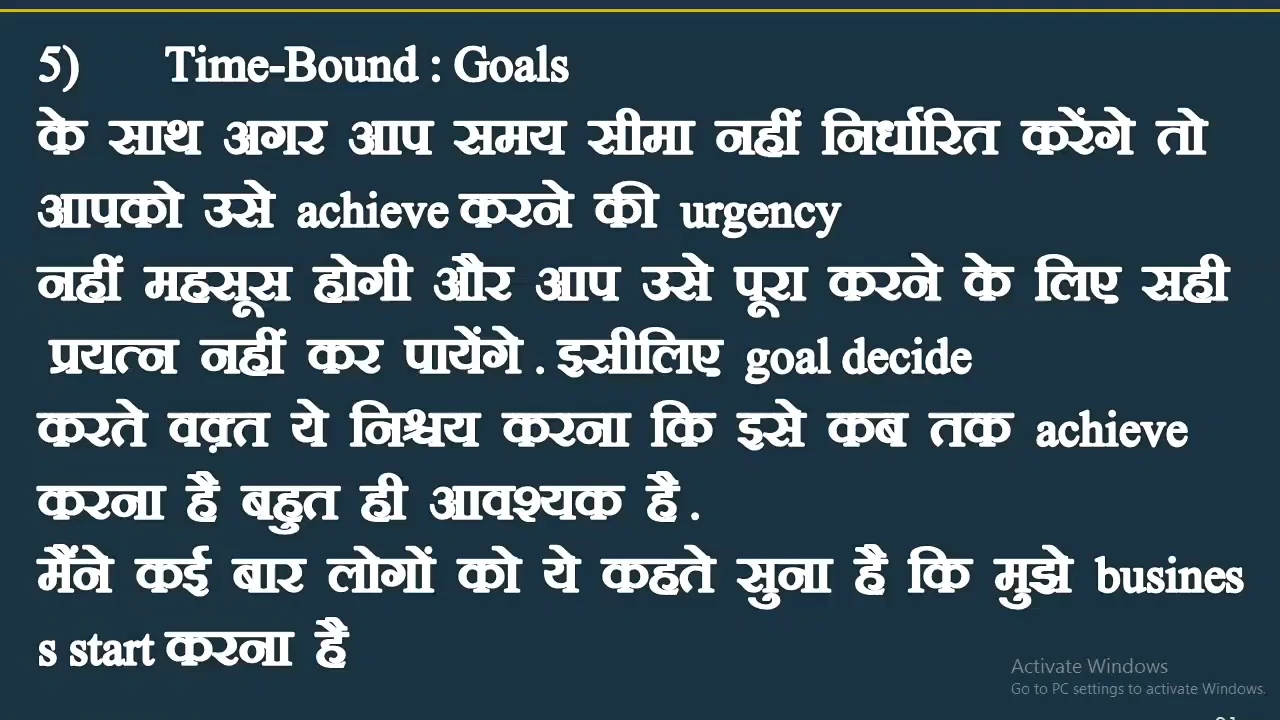 5) Time-Bound : Goals
के साथ अगर आप समय सीमा नहीं निर्धारित करेंगे तो
आपको उसे achieve करने की urgency
नहीं महसूस होगी और आप उसे पूरा करने के लिए सही
प्रयत्न नहीं कर पायेंगे . इसीलिए goal decide
करते वक़्त ये निश्चय करना कि इसे कब तक achieve
करना है बहुत ही आवश्यक है .
मैंने कई बार लोगों को ये कहते सुना है कि मुझे busines
s start करना है
Activate Windows
Go to PC settings to activate Windows.